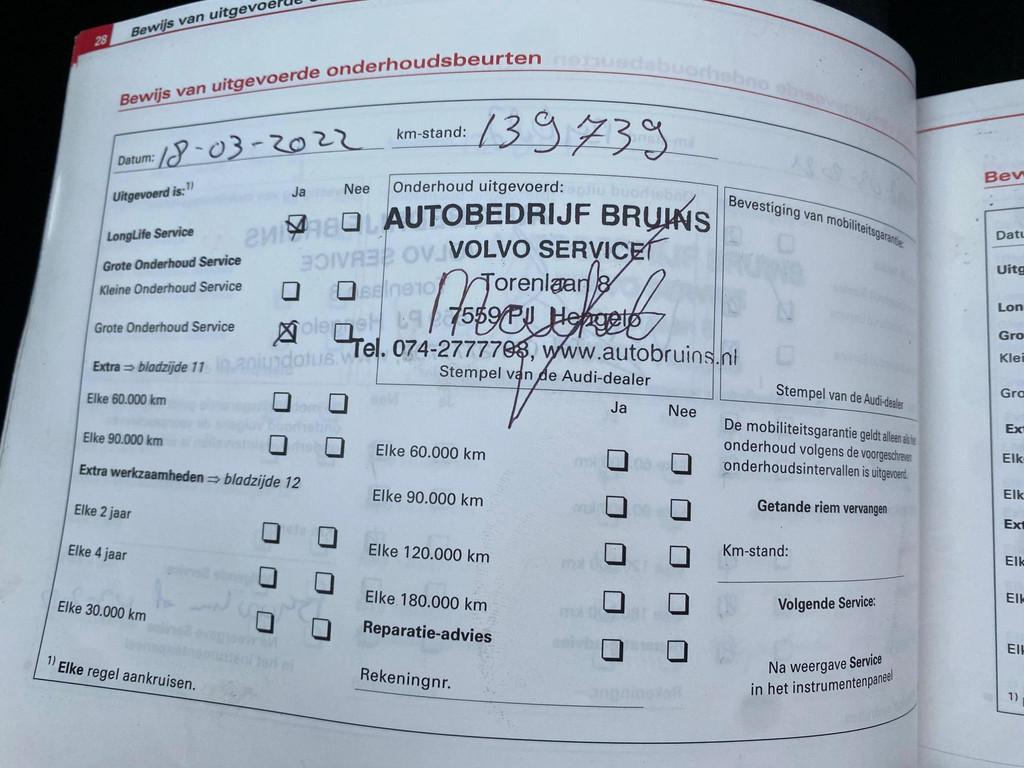 28 Bewijs van uitgevoerde
Bewijs van uitgevoerde onderhoudsbeurten
Datum: 18-03-2022 km-stand: 139739
Uitgevoerd is:1) Ja Nee
LongLife Service
Grote Onderhoud Service
Kleine Onderhoud Service
Grote Onderhoud Service
Extra ⇒ bladzijde 11
Elke 60.000 km
Elke 90.000 km
Extra werkzaamheden ⇒ bladzijde 12
Elke 2 jaar
Elke 4 jaar
Elke 30.000 km
1) Elke regel aankruisen.
Onderhoud uitgevoerd:
AUTOBEDRIJF BRUINS
VOLVO SERVICE
Torenlaan 8
7559 PJ Hengelo
Tel. 074-2777708, www.autobruins.nl
Stempel van de Audi-dealer
Ja Nee
Elke 60.000 km
Elke 90.000 km
Elke 120.000 km
Elke 180.000 km
Reparatie-advies
Rekeningnr.
Bevestiging van mobiliteitsgarantie:
Stempel van de Audi-dealer
De mobiliteitsgarantie geldt alleen als het
onderhoud volgens de voorgeschreven
onderhoudsintervallen is uitgevoerd.
Getande riem vervangen
Km-stand:
Volgende Service:
Na weergave Service
in het instrumentenpaneel
Bew
Datu
Uitg
Lon
Gro
Klei
Gro
Ext
Elk
Elk
Ext
Elk
Elk
Elk
1)